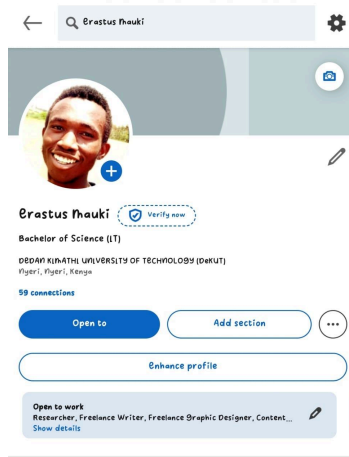 Erastus Mauki
Erastus Mauki
Verify now
Bachelor of Science (IT)
DEDAN KIMATHI UNIVERSITY OF TECHNOLOGY (DeKUT)
Nyeri, Nyeri, Kenya
59 connections
Open to
Add section
Enhance profile
Open to work
Researcher, Freelance Writer, Freelance Graphic Designer, Content...
Show details